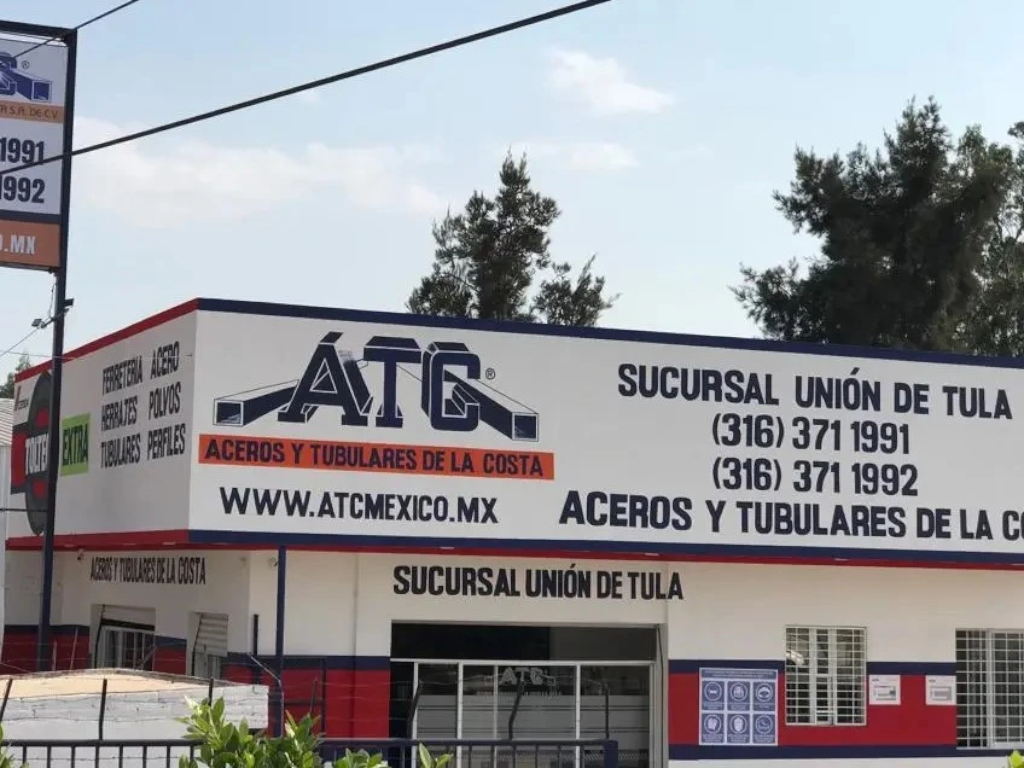 S®
A S.A. DE C.V.
1991
1992
O.MX
FERRETERIA ACERO
HERRAJES POLVOS
TUBULARES PERFILES
EXTRA
ÁTC®
ACEROS Y TUBULARES DE LA COSTA
WWW.ATCMEXICO.MX
SUCURSAL UNIÓN DE TULA
(316) 371 1991
(316) 371 1992
ACEROS Y TUBULARES DE LA CO
ACEROS Y TUBULARES DE LA COSTA
SUCURSAL UNIÓN DE TULA
ATC